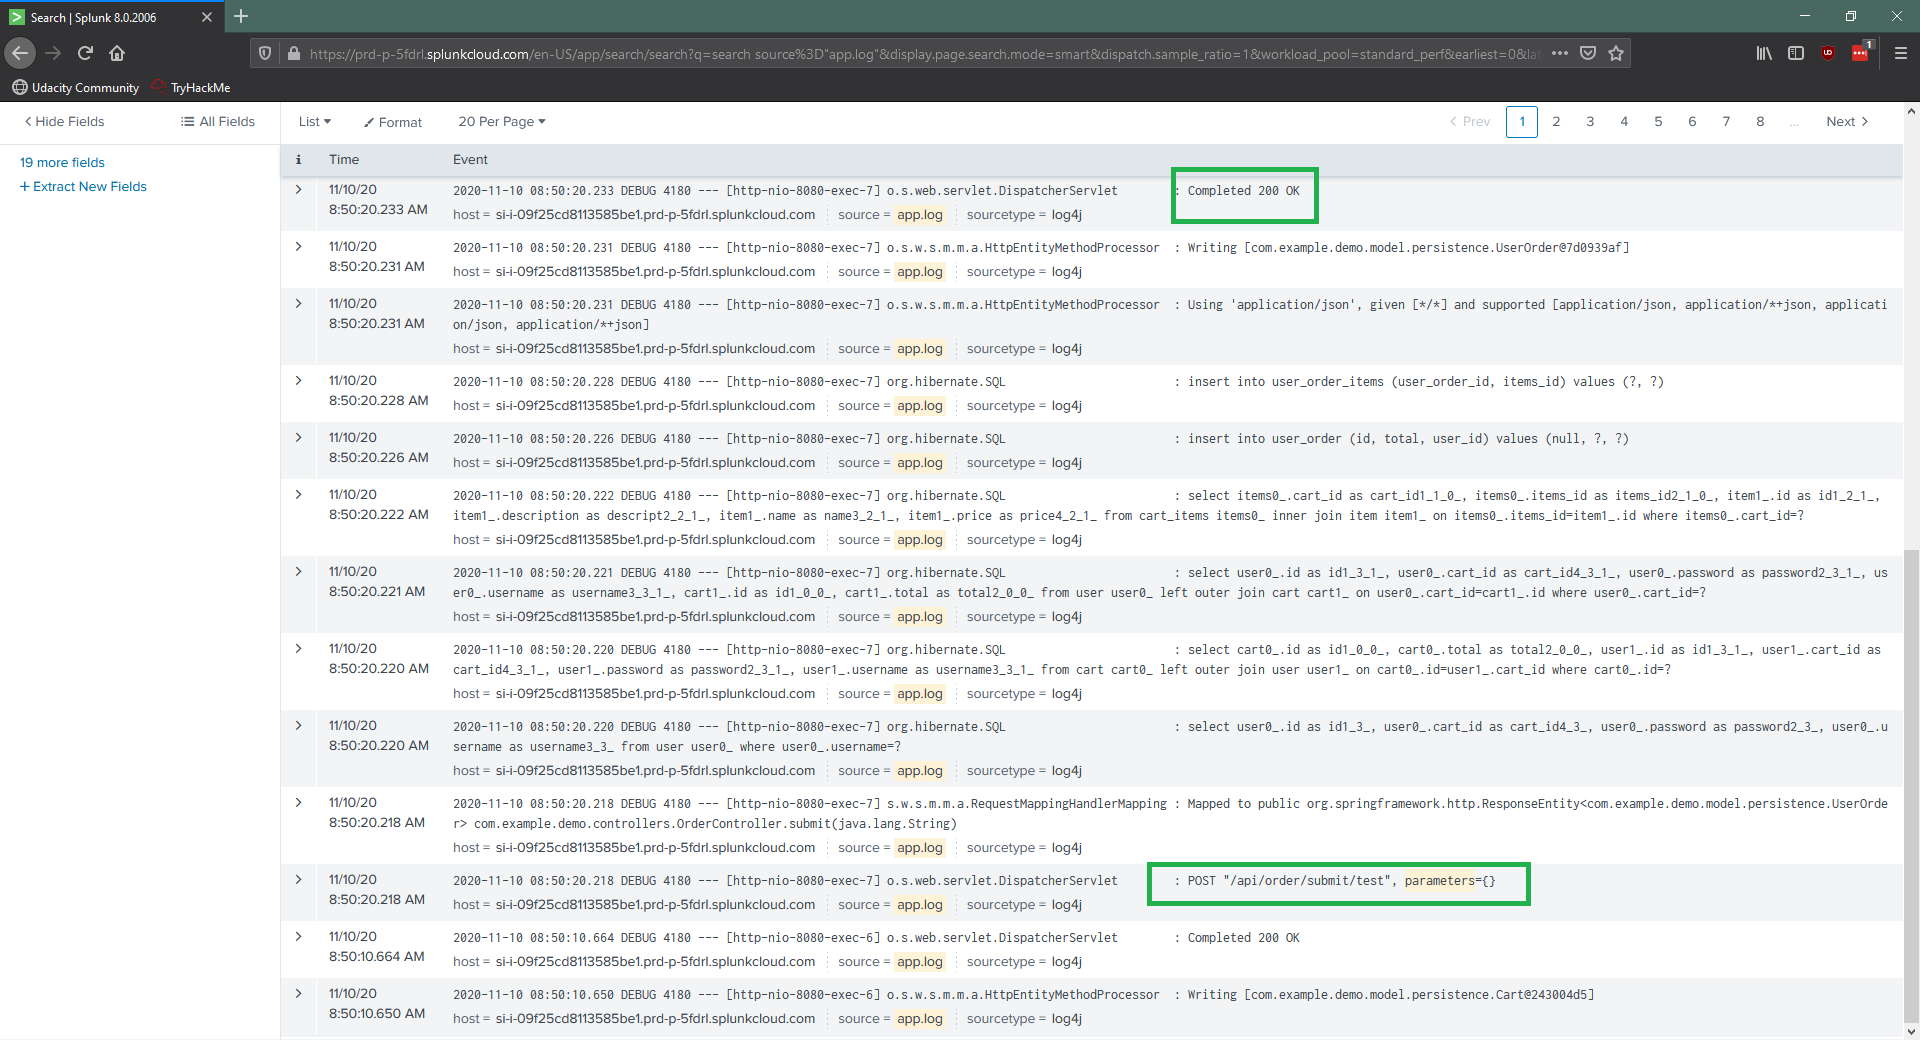 Search | Splunk 8.0.2006
https://prd-p-5fdrl.splunkcloud.com/en-US/app/search/search?q=search source%3D"app.log"&display.page.search.mode=smart&dispatch.sample_ratio=1&workload_pool=standard_perf&earliest=0&la
1
Udacity Community TryHackMe
Hide Fields All Fields List Format 20 Per Page Prev 1 2 3 4 5 6 7 8 ... Next
19 more fields
+ Extract New Fields
i Time Event
11/10/20 2020-11-10 08:50:20.233 DEBUG 4180 --- [http-nio-8080-exec-7] o.s.web.servlet.DispatcherServlet : Completed 200 OK
8:50:20.233 AM
host = si-i-09f25cd8113585be1.prd-p-5fdrl.splunkcloud.com source = app.log sourcetype = log4j
11/10/20 2020-11-10 08:50:20.231 DEBUG 4180 --- [http-nio-8080-exec-7] o.s.w.s.m.m.a.HttpEntityMethodProcessor : Writing [com.example.demo.model.persistence.UserOrder@7d0939af]
8:50:20.231 AM
host = si-i-09f25cd8113585be1.prd-p-5fdrl.splunkcloud.com source = app.log sourcetype = log4j
11/10/20 2020-11-10 08:50:20.231 DEBUG 4180 --- [http-nio-8080-exec-7] o.s.w.s.m.m.a.HttpEntityMethodProcessor : Using 'application/json', given [*/*] and supported [application/json, application/*+json, applicati
8:50:20.231 AM on/json, application/*+json]
host = si-i-09f25cd8113585be1.prd-p-5fdrl.splunkcloud.com source = app.log sourcetype = log4j
11/10/20 2020-11-10 08:50:20.228 DEBUG 4180 --- [http-nio-8080-exec-7] org.hibernate.SQL : insert into user_order_items (user_order_id, items_id) values (?, ?)
8:50:20.228 AM
host = si-i-09f25cd8113585be1.prd-p-5fdrl.splunkcloud.com source = app.log sourcetype = log4j
11/10/20 2020-11-10 08:50:20.226 DEBUG 4180 --- [http-nio-8080-exec-7] org.hibernate.SQL : insert into user_order (id, total, user_id) values (null, ?, ?)
8:50:20.226 AM
host = si-i-09f25cd8113585be1.prd-p-5fdrl.splunkcloud.com source = app.log sourcetype = log4j
11/10/20 2020-11-10 08:50:20.222 DEBUG 4180 --- [http-nio-8080-exec-7] org.hibernate.SQL : select items0_.cart_id as cart_id1_1_0_, items0_.items_id as items_id2_1_0_, item1_.id as id1_2_1_,
8:50:20.222 AM item1_.description as descript2_2_1_, item1_.name as name3_2_1_, item1_.price as price4_2_1_ from cart_items items0_ inner join item item1_ on items0_.items_id=item1_.id where items0_.cart_id=?
host = si-i-09f25cd8113585be1.prd-p-5fdrl.splunkcloud.com source = app.log sourcetype = log4j
11/10/20 2020-11-10 08:50:20.221 DEBUG 4180 --- [http-nio-8080-exec-7] org.hibernate.SQL : select user0_.id as id1_3_1_, user0_.cart_id as cart_id4_3_1_, user0_.password as password2_3_1_, us
8:50:20.221 AM er0_.username as username3_3_1_, cart1_.id as id1_0_0_, cart1_.total as total2_0_0_ from user user0_ left outer join cart cart1_ on user0_.cart_id=cart1_.id where user0_.cart_id=?
host = si-i-09f25cd8113585be1.prd-p-5fdrl.splunkcloud.com source = app.log sourcetype = log4j
11/10/20 2020-11-10 08:50:20.220 DEBUG 4180 --- [http-nio-8080-exec-7] org.hibernate.SQL : select cart0_.id as id1_0_0_, cart0_.total as total2_0_0_, user1_.id as id1_3_1_, user1_.cart_id as
8:50:20.220 AM cart_id4_3_1_, user1_.password as password2_3_1_, user1_.username as username3_3_1_ from cart cart0_ left outer join user user1_ on cart0_.id=user1_.cart_id where cart0_.id=?
host = si-i-09f25cd8113585be1.prd-p-5fdrl.splunkcloud.com source = app.log sourcetype = log4j
11/10/20 2020-11-10 08:50:20.220 DEBUG 4180 --- [http-nio-8080-exec-7] org.hibernate.SQL : select user0_.id as id1_3_, user0_.cart_id as cart_id4_3_, user0_.password as password2_3_, user0_.u
8:50:20.220 AM sername as username3_3_ from user user0_ where user0_.username=?
host = si-i-09f25cd8113585be1.prd-p-5fdrl.splunkcloud.com source = app.log sourcetype = log4j
11/10/20 2020-11-10 08:50:20.218 DEBUG 4180 --- [http-nio-8080-exec-7] s.w.s.m.m.a.RequestMappingHandlerMapping : Mapped to public org.springframework.http.ResponseEntity<com.example.demo.model.persistence.UserOrde
8:50:20.218 AM r> com.example.demo.controllers.OrderController.submit(java.lang.String)
host = si-i-09f25cd8113585be1.prd-p-5fdrl.splunkcloud.com source = app.log sourcetype = log4j
11/10/20 2020-11-10 08:50:20.218 DEBUG 4180 --- [http-nio-8080-exec-7] o.s.web.servlet.DispatcherServlet : POST "/api/order/submit/test", parameters={}
8:50:20.218 AM
host = si-i-09f25cd8113585be1.prd-p-5fdrl.splunkcloud.com source = app.log sourcetype = log4j
11/10/20 2020-11-10 08:50:10.664 DEBUG 4180 --- [http-nio-8080-exec-6] o.s.web.servlet.DispatcherServlet : Completed 200 OK
8:50:10.664 AM
host = si-i-09f25cd8113585be1.prd-p-5fdrl.splunkcloud.com source = app.log sourcetype = log4j
11/10/20 2020-11-10 08:50:10.650 DEBUG 4180 --- [http-nio-8080-exec-6] o.s.w.s.m.m.a.HttpEntityMethodProcessor : Writing [com.example.demo.model.persistence.Cart@243004d5]
8:50:10.650 AM
host = si-i-09f25cd8113585be1.prd-p-5fdrl.splunkcloud.com source = app.log sourcetype = log4j